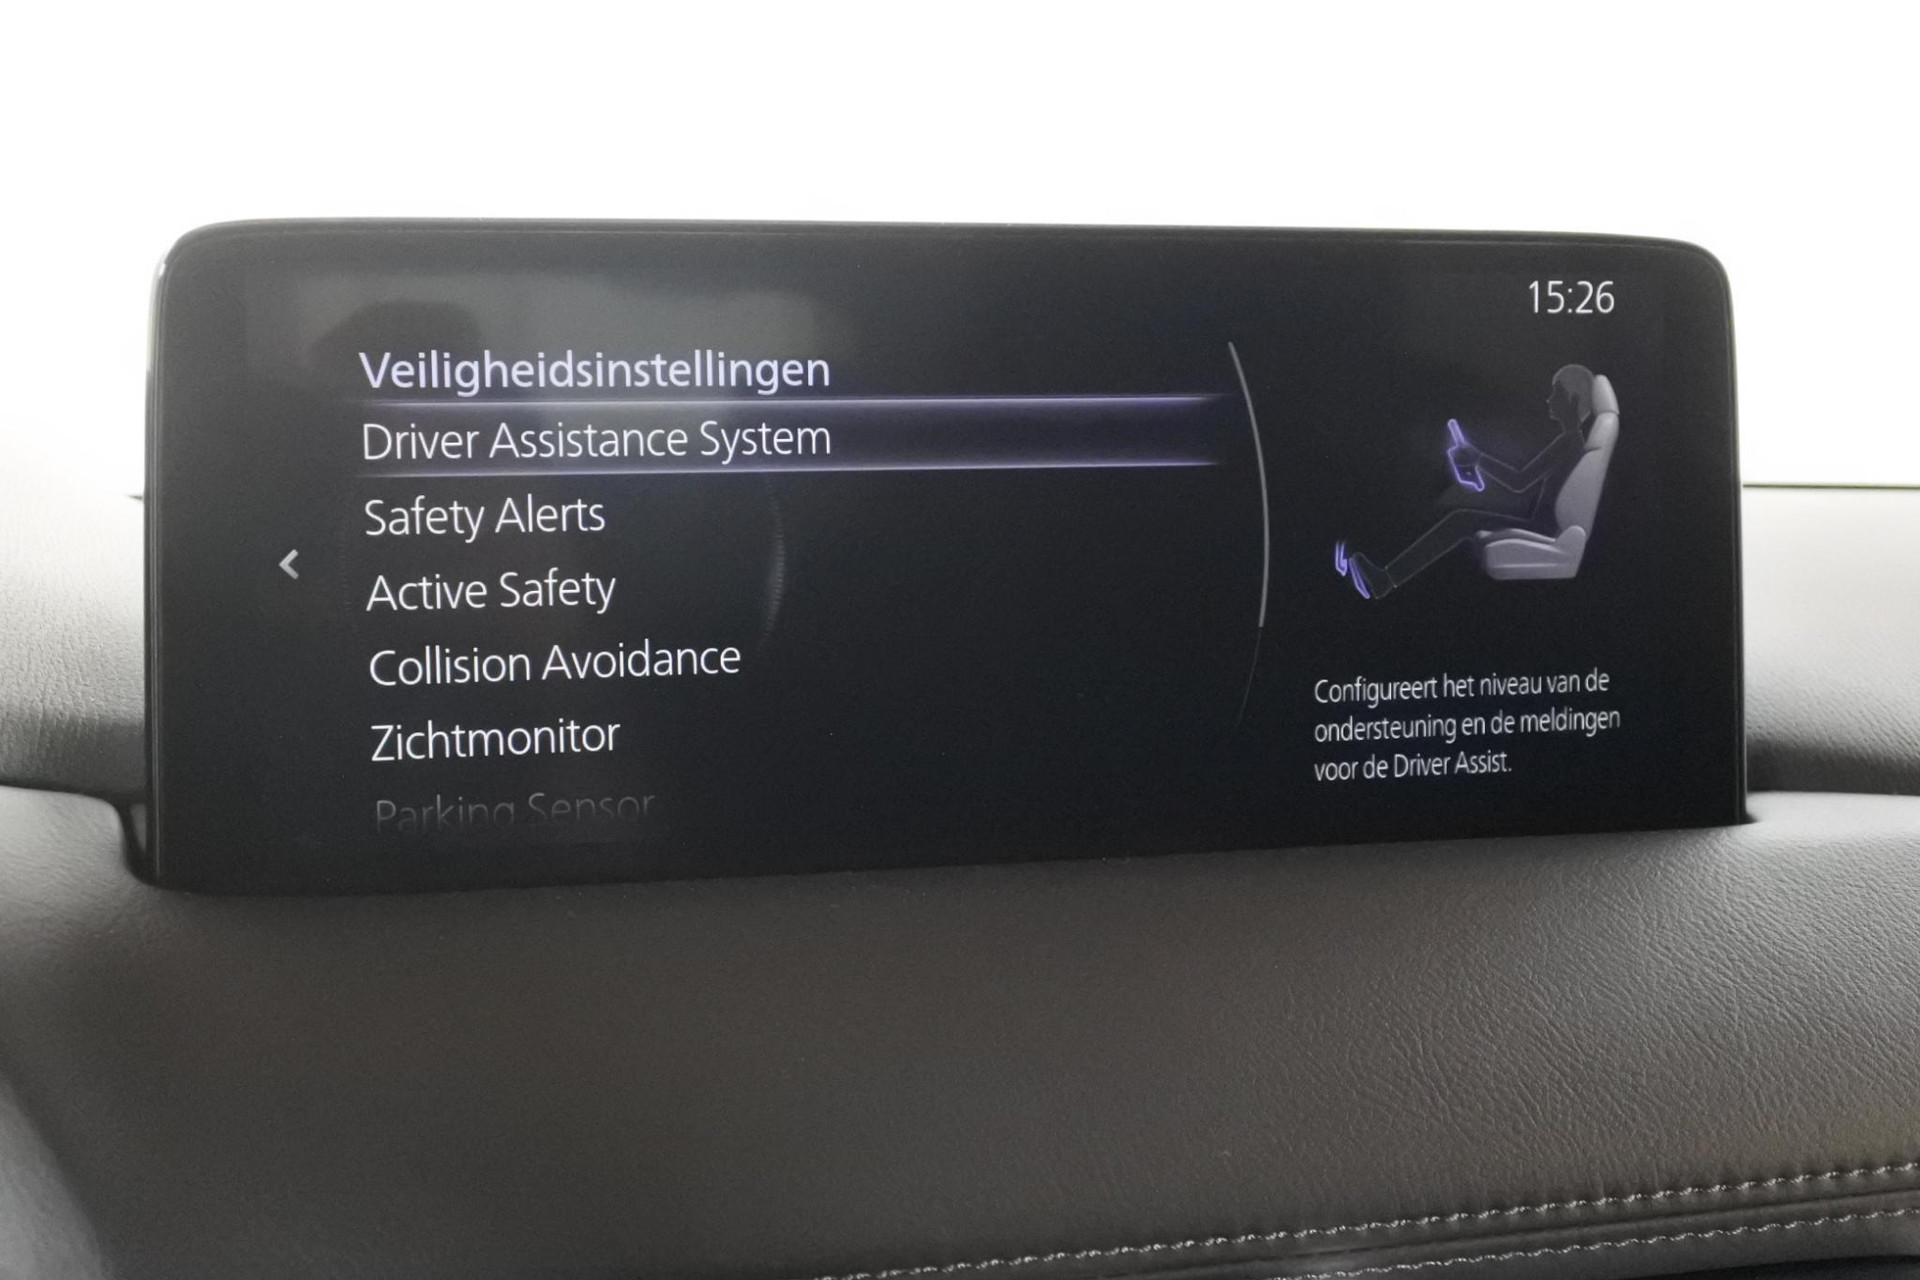 15:26
Veiligheidsinstellingen
Driver Assistance System
Safety Alerts
Active Safety
Collision Avoidance
Zichtmonitor
Parking Sensor
Configureert het niveau van de
ondersteuning en de meldingen
voor de Driver Assist.